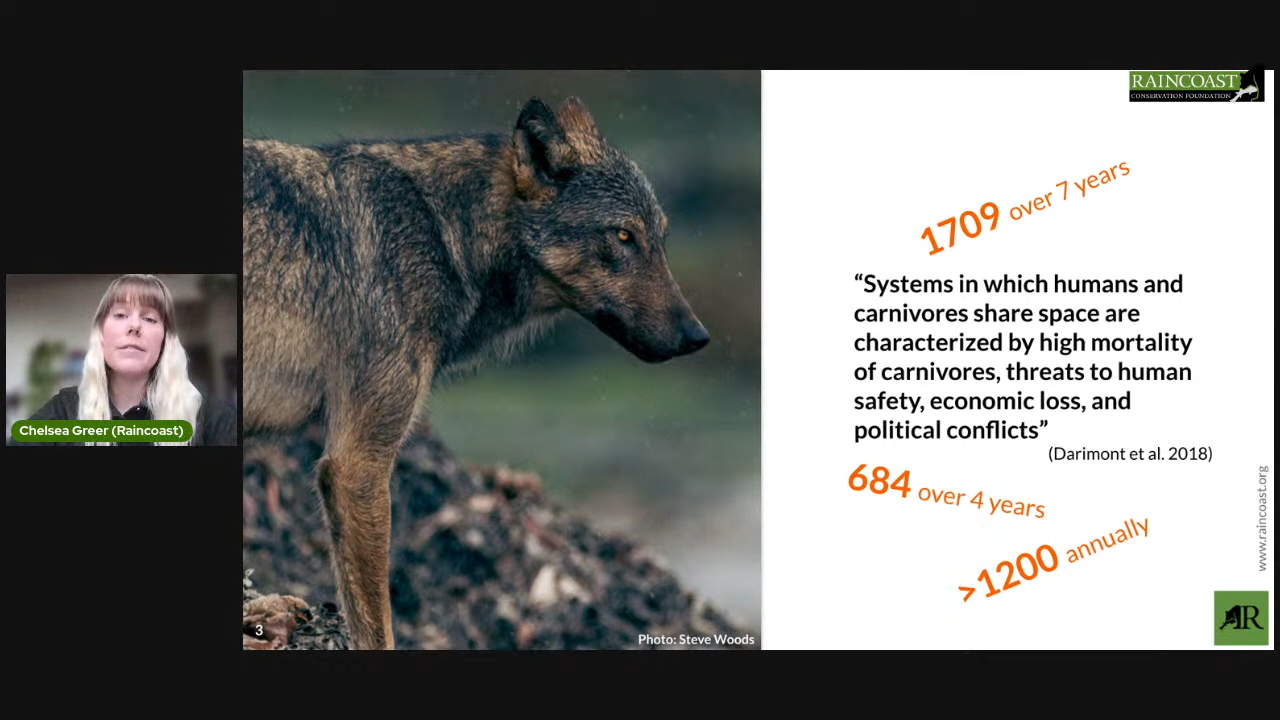 RAINCOAST
CONSERVATION FOUNDATION
1709 over 7 years
“Systems in which humans and
carnivores share space are
characterized by high mortality
of carnivores, threats to human
safety, economic loss, and
political conflicts”
(Darimont et al. 2018)
684 over 4 years
>1200 annually
www.raincoast.org
R
3
Photo: Steve Woods
Chelsea Greer (Raincoast)